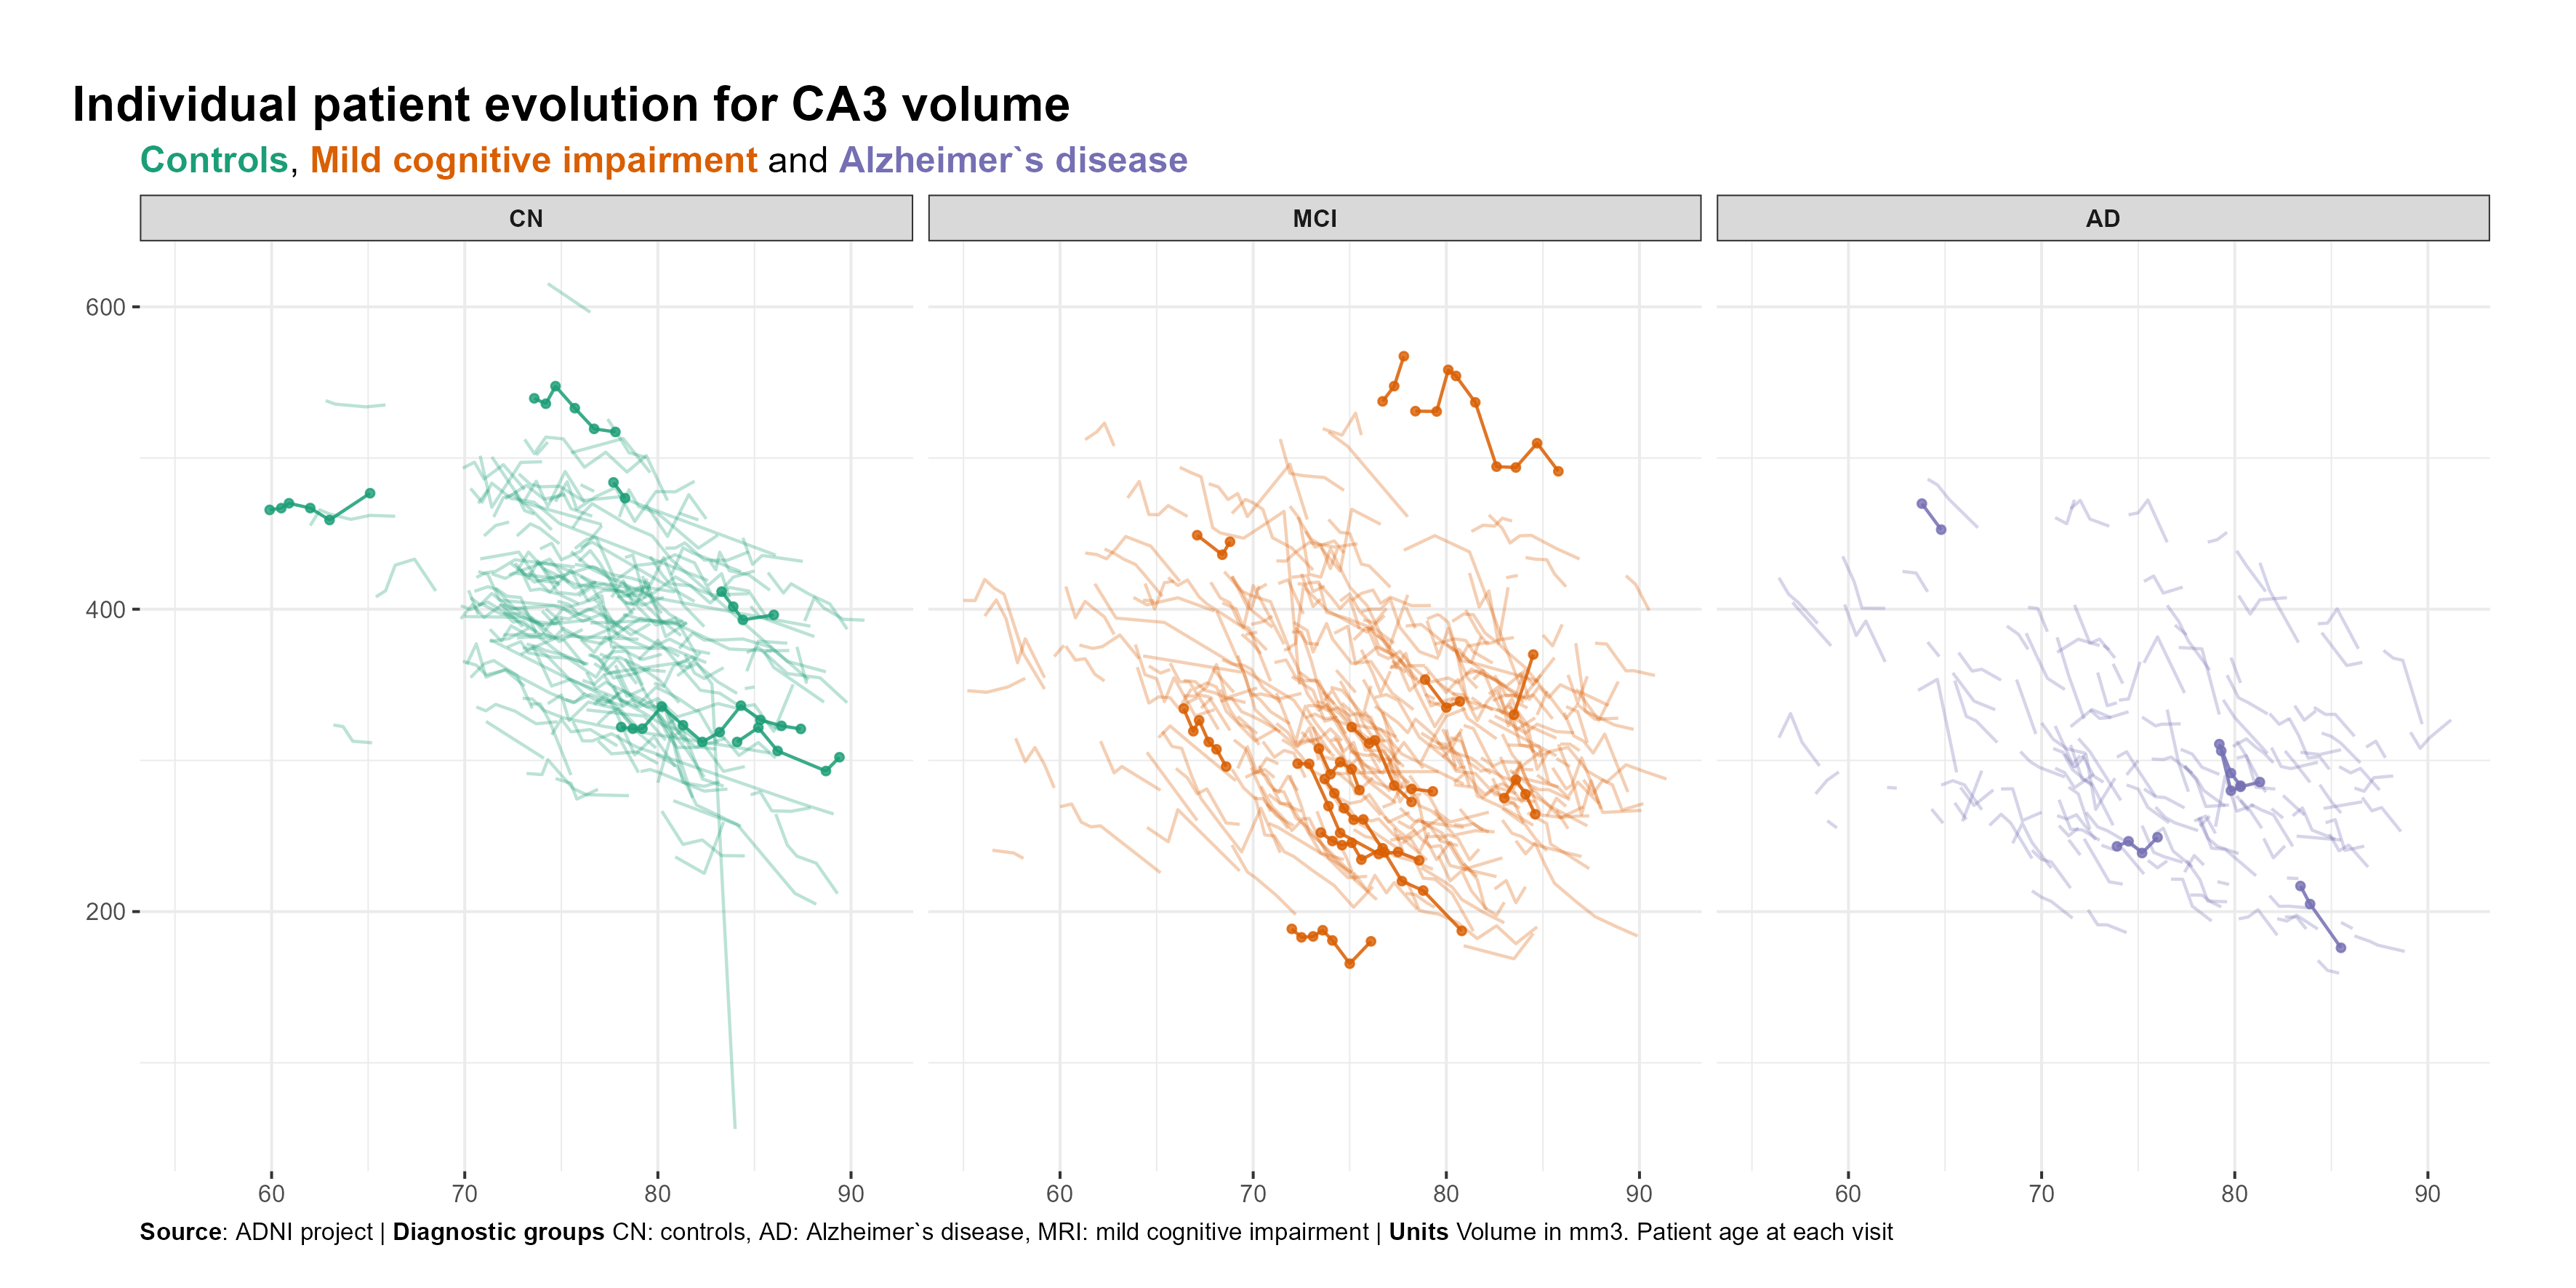 Individual patient evolution for CA3 volume
Controls, Mild cognitive impairment and Alzheimer`s disease
CN MCI AD
600
400
200
60 70 80 90 60 70 80 90 60 70 80 90
Source: ADNI project | Diagnostic groups CN: controls, AD: Alzheimer`s disease, MRI: mild cognitive impairment | Units Volume in mm3. Patient age at each visit